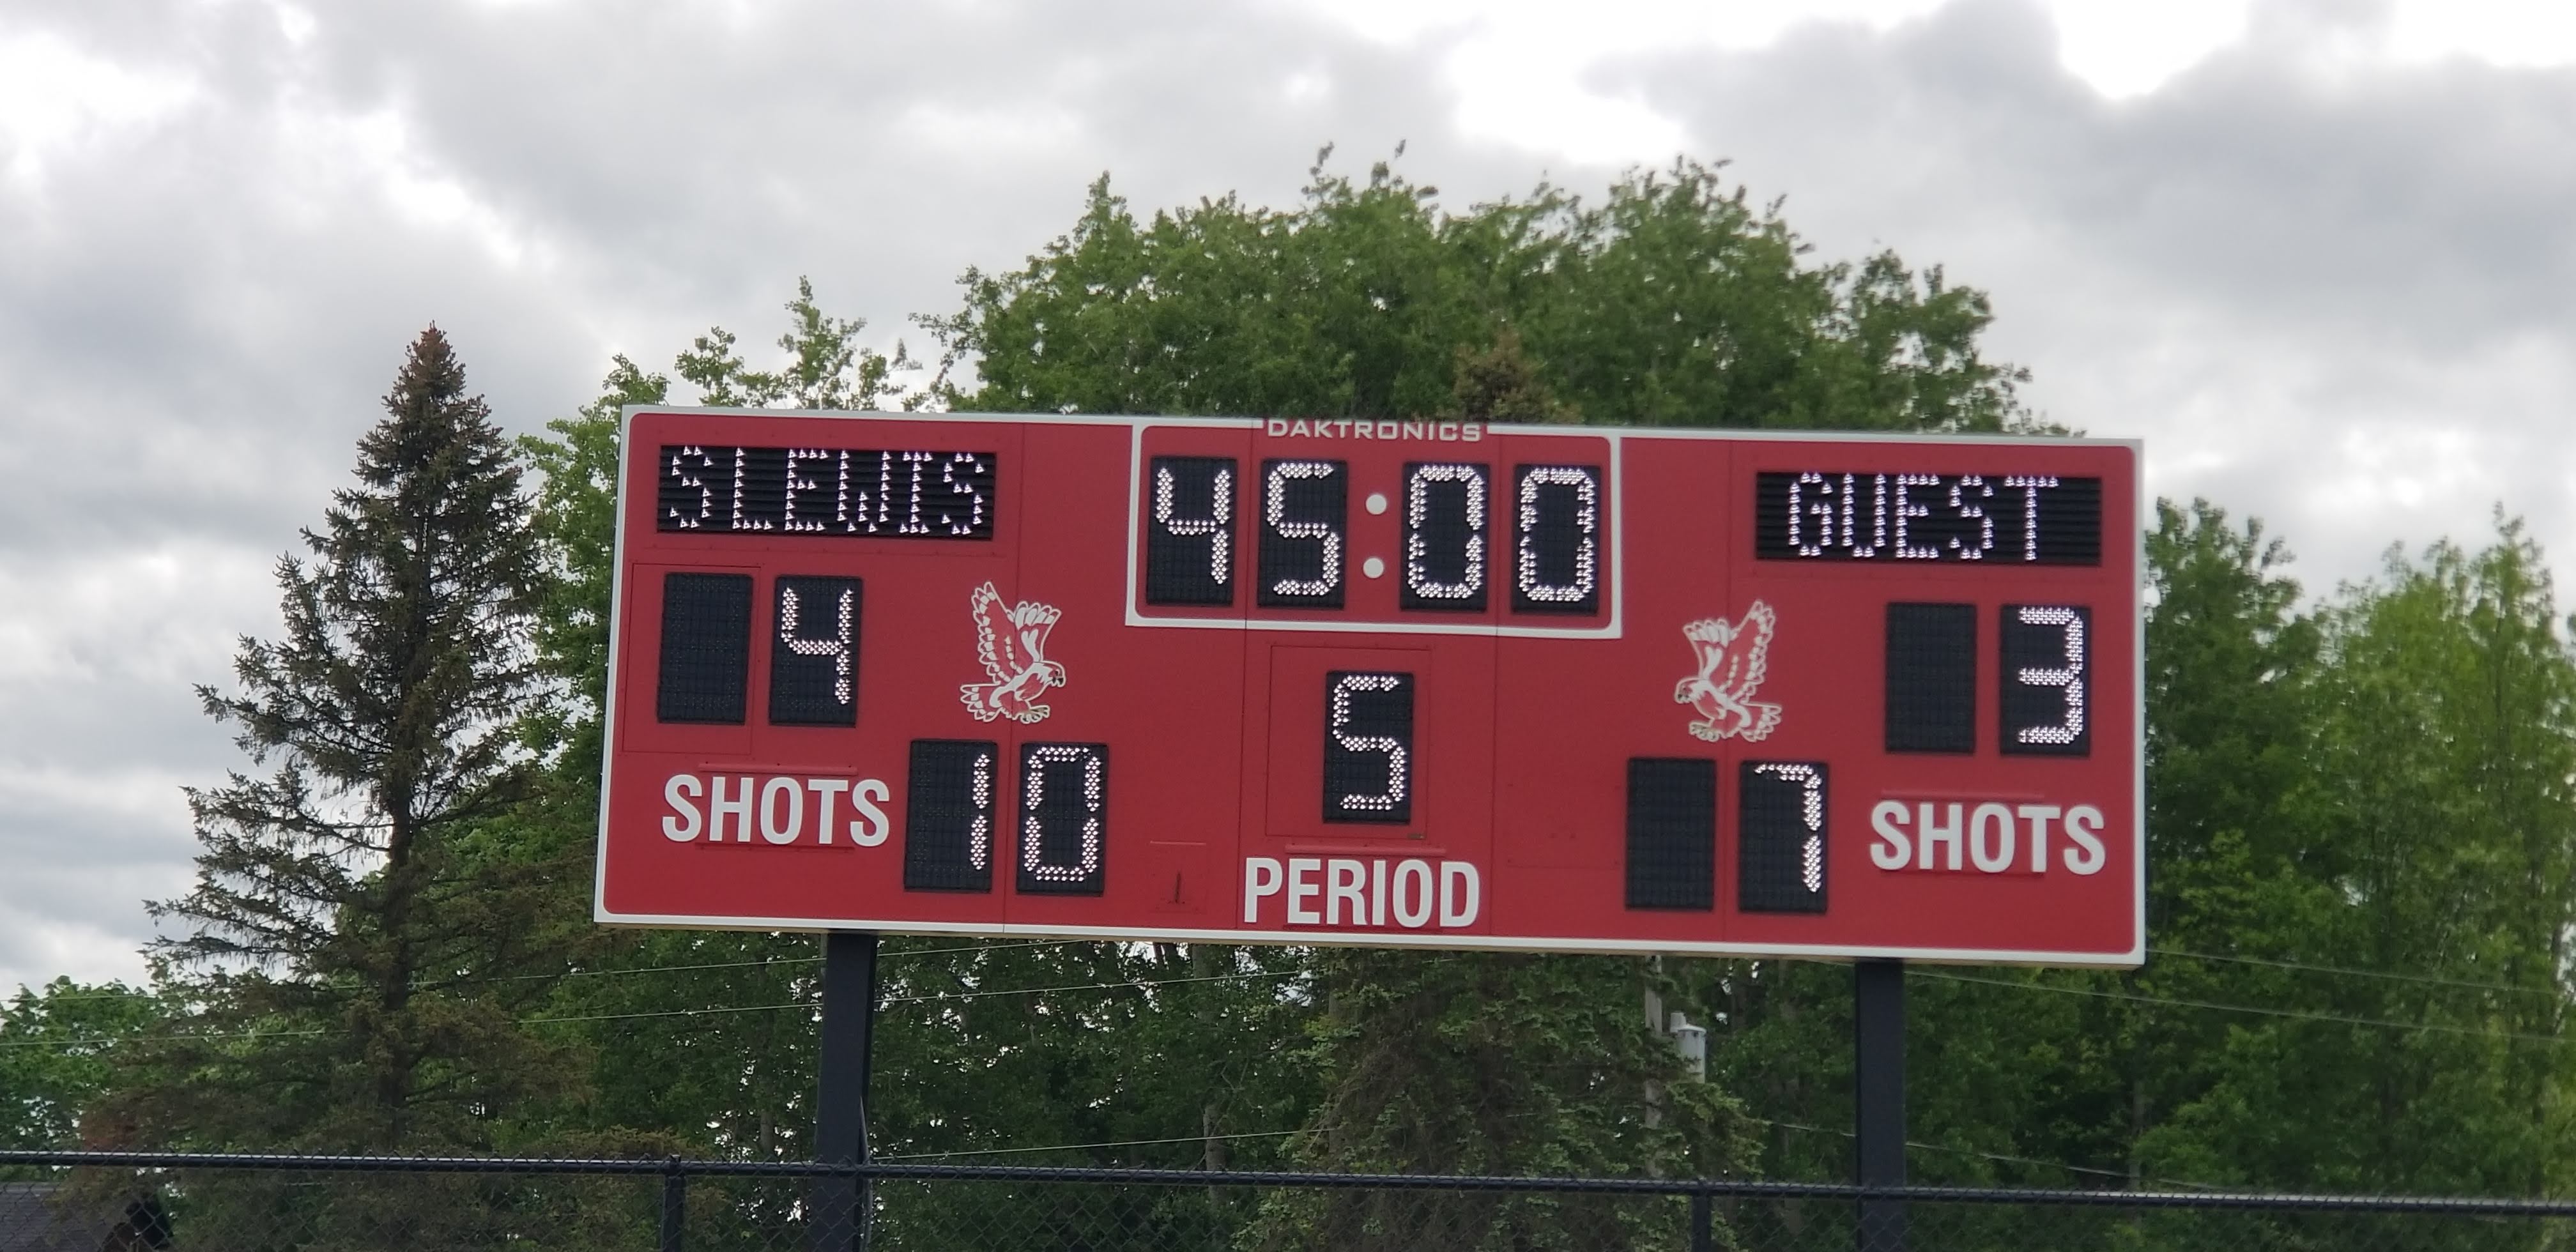 DAKTRONICS
SLEWIS 45:00 GUEST
4 3
5
SHOTS 10 7 SHOTS
PERIOD